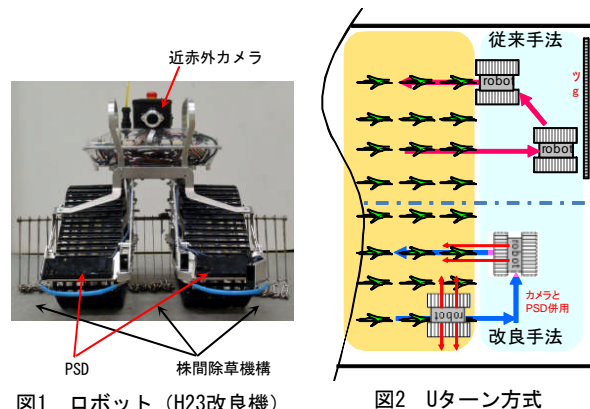 近赤外カメラ
PSD
株間除草機構
図1 ロボット（H23改良機）
従来手法
robot
robot
ツ
g
robot
robot
カメラと
PSD併用
改良手法
図2 Uターン方式